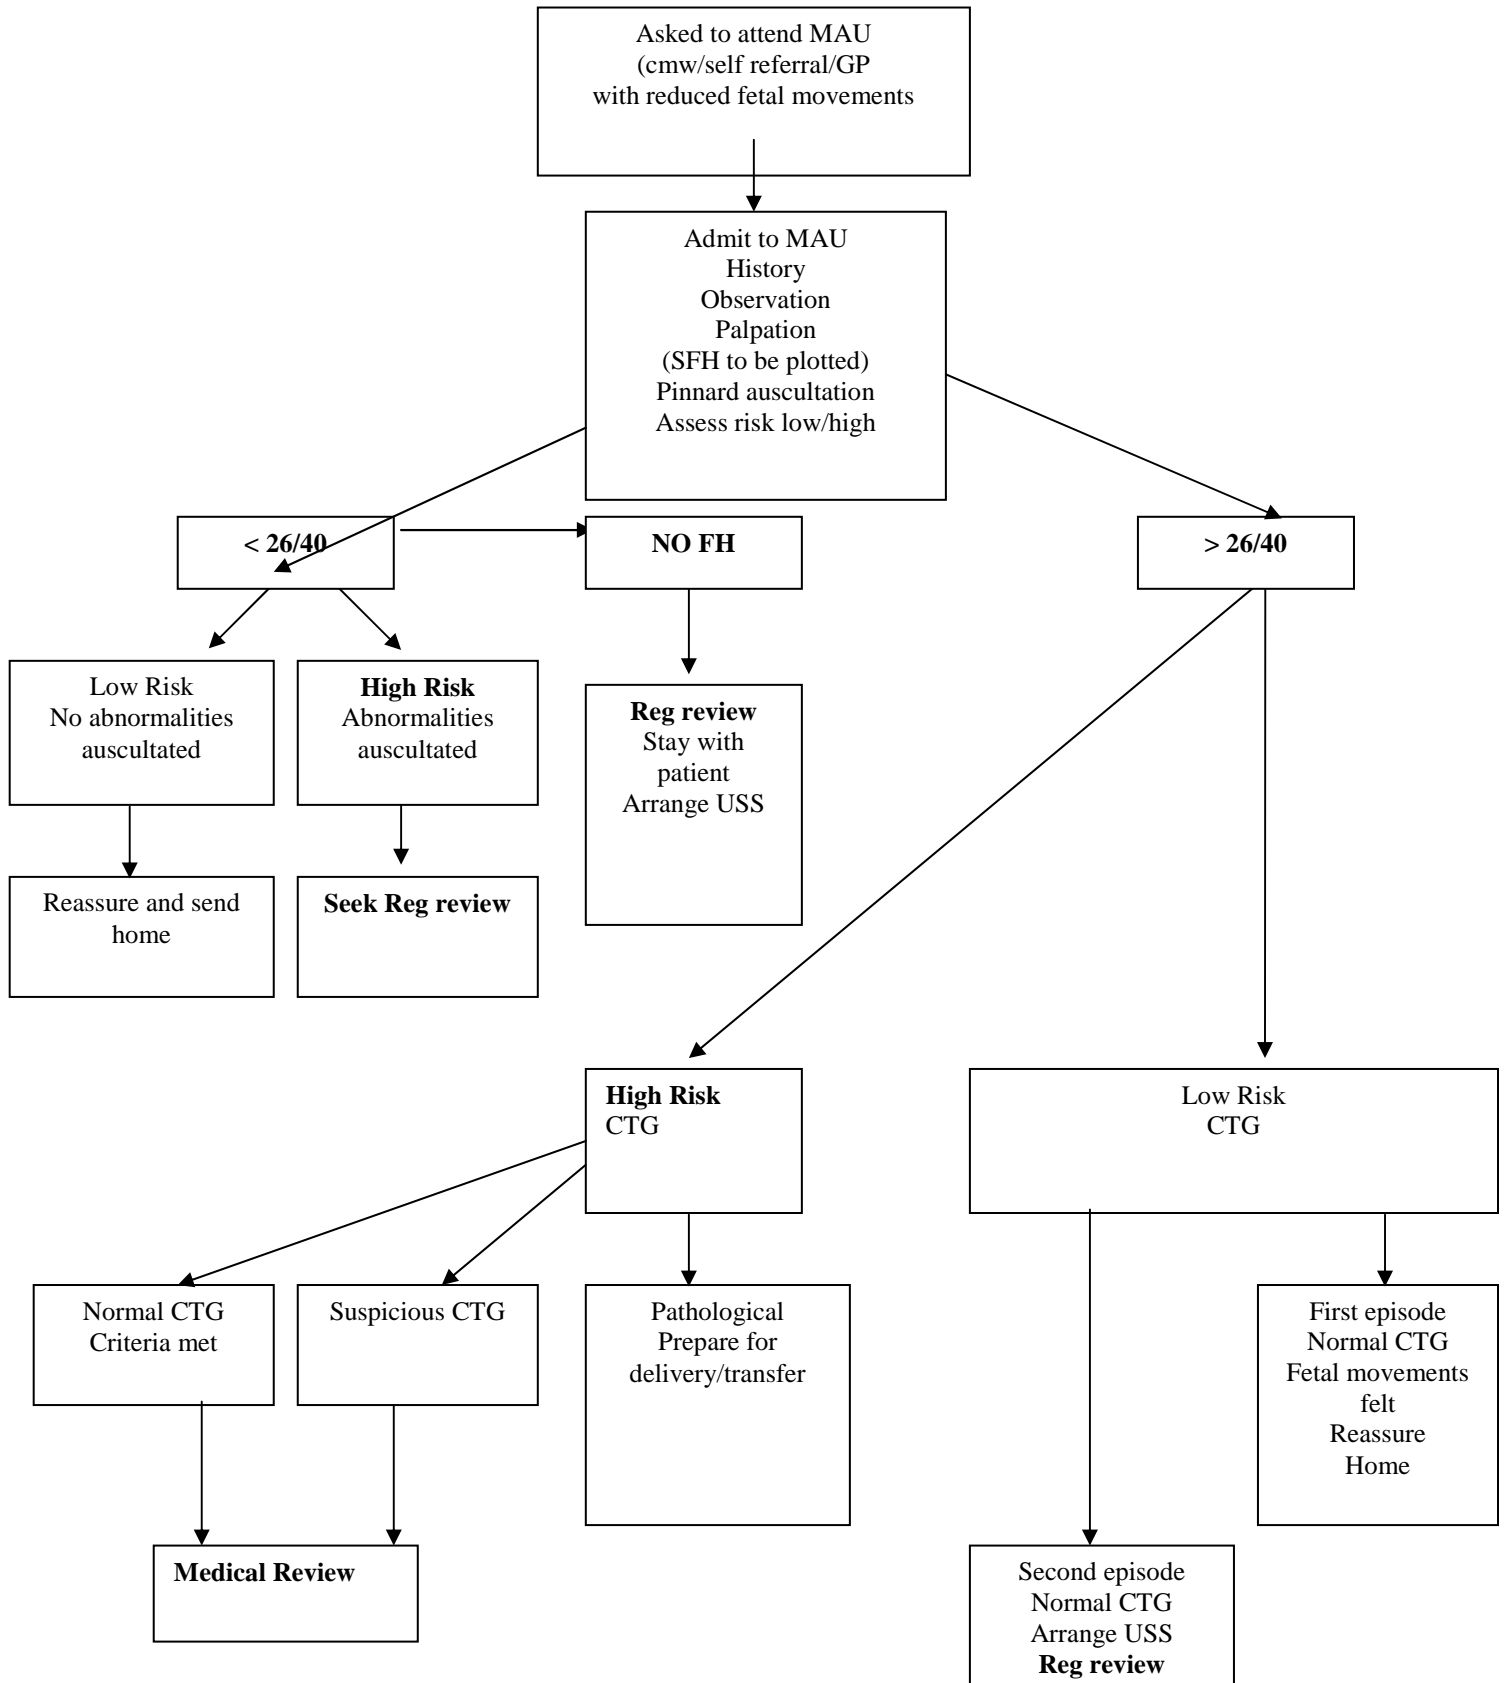 Asked to attend MAU
(cmw/self referral/GP
with reduced fetal movements
Admit to MAU
History
Observation
Palpation
(SFH to be plotted)
Pinnard auscultation
Assess risk low/high
< 26/40
NO FH
> 26/40
Low Risk
No abnormalities
auscultated
High Risk
Abnormalities
auscultated
Reg review
Stay with
patient
Arrange USS
Reassure and send
home
Seek Reg review
High Risk
CTG
Low Risk
CTG
Normal CTG
Criteria met
Suspicious CTG
Pathological
Prepare for
delivery/transfer
First episode
Normal CTG
Fetal movements
felt
Reassure
Home
Medical Review
Second episode
Normal CTG
Arrange USS
Reg review